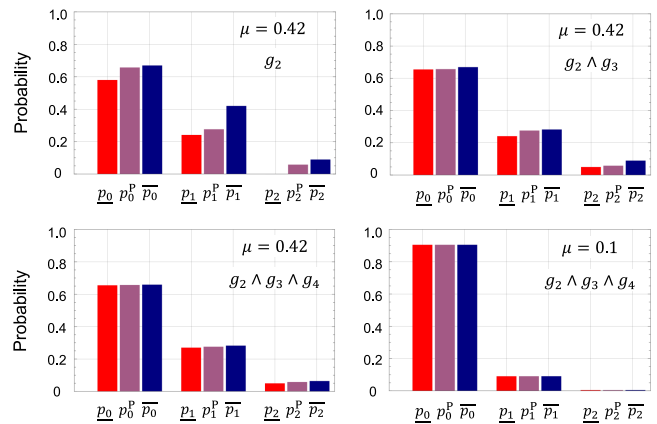 1.0
0.8
0.6
0.4
0.2
0
Probability
μ = 0.42
g₂
p₀ p₀ᴾ p₀ p₁ p₁ᴾ p₁ p₂ p₂ᴾ p₂
1.0
0.8
0.6
0.4
0.2
0
μ = 0.42
g₂ ∧ g₃
p₀ p₀ᴾ p₀ p₁ p₁ᴾ p₁ p₂ p₂ᴾ p₂
1.0
0.8
0.6
0.4
0.2
0
Probability
μ = 0.42
g₂ ∧ g₃ ∧ g₄
p₀ p₀ᴾ p₀ p₁ p₁ᴾ p₁ p₂ p₂ᴾ p₂
1.0
0.8
0.6
0.4
0.2
0
μ = 0.1
g₂ ∧ g₃ ∧ g₄
p₀ p₀ᴾ p₀ p₁ p₁ᴾ p₁ p₂ p₂ᴾ p₂